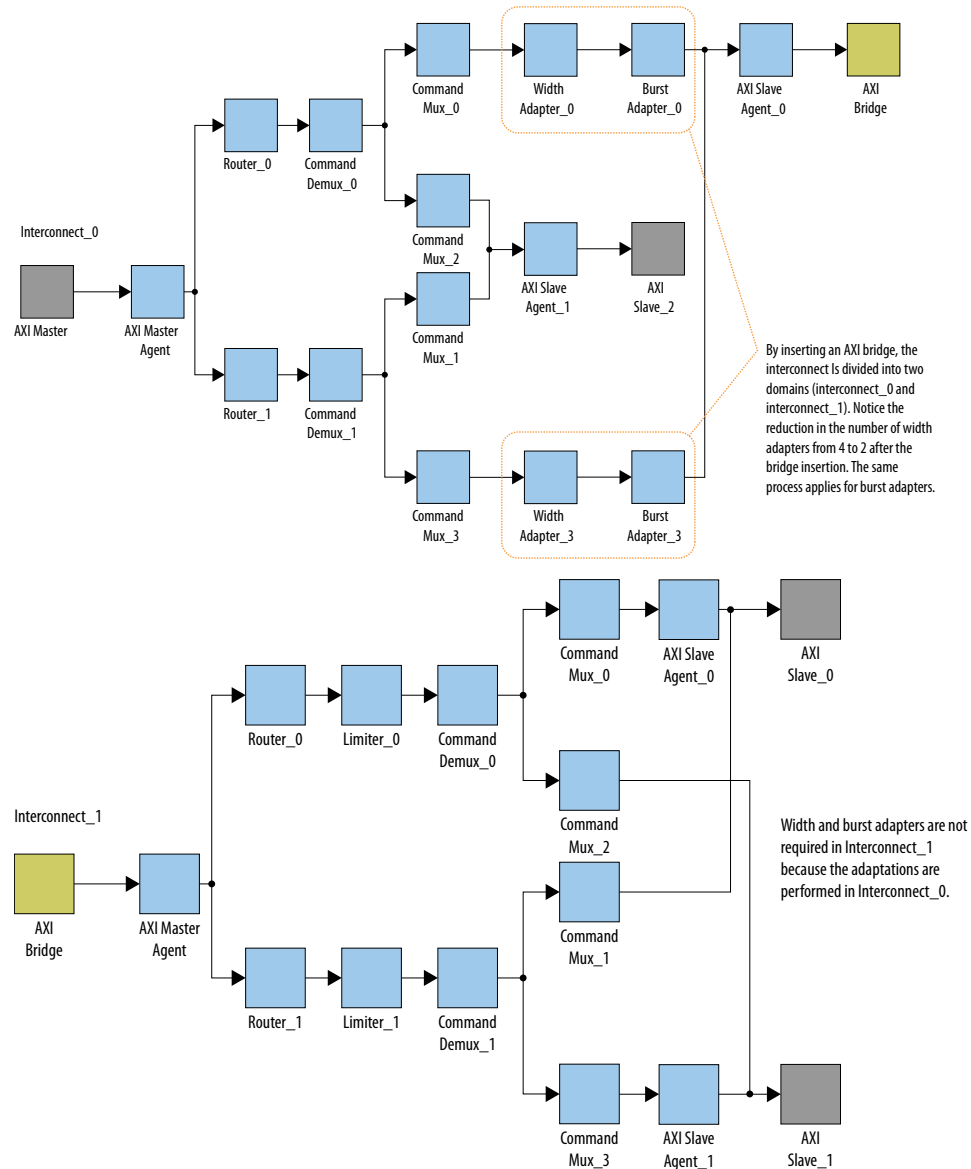 Command
Mux_0
Width
Adapter_0
Burst
Adapter_0
AXI Slave
Agent_0
AXI
Bridge
Router_0
Command
Demux_0
Command
Mux_2
Interconnect_0
AXI Master
AXI Master
Agent
AXI Slave
Agent_1
AXI
Slave_2
Command
Mux_1
Router_1
Command
Demux_1
By inserting an AXI bridge, the
interconnect Is divided into two
domains (interconnect_0 and
interconnect_1). Notice the
reduction in the number of width
adapters from 4 to 2 after the
bridge insertion. The same
process applies for burst adapters.
Command
Mux_3
Width
Adapter_3
Burst
Adapter_3
Command
Mux_0
AXI Slave
Agent_0
AXI
Slave_0
Router_0
Limiter_0
Command
Demux_0
Command
Mux_2
Interconnect_1
AXI
Bridge
AXI Master
Agent
Width and burst adapters are not
required in Interconnect_1
because the adaptations are
performed in Interconnect_0.
Command
Mux_1
Router_1
Limiter_1
Command
Demux_1
Command
Mux_3
AXI Slave
Agent_1
AXI
Slave_1